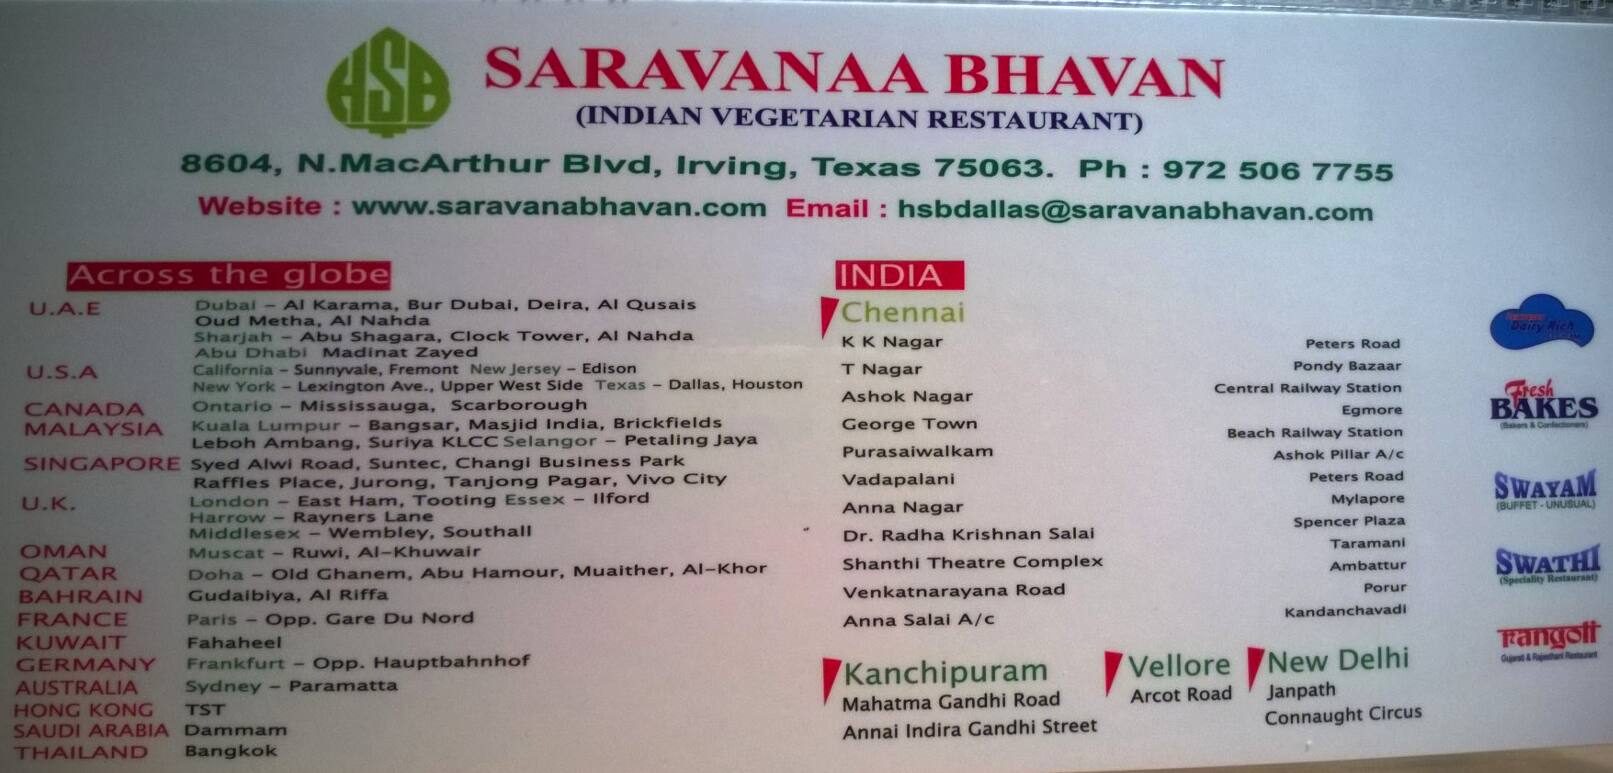 HSB
SARAVANAA BHAVAN
(INDIAN VEGETARIAN RESTAURANT)
8604, N.MacArthur Blvd, Irving, Texas 75063. Ph : 972 506 7755
Website : www.saravanabhavan.com Email : hsbdallas@saravanabhavan.com
Across the globe
U.A.E Dubai – Al Karama, Bur Dubai, Deira, Al Qusais
Oud Metha, Al Nahda
Sharjah – Abu Shagara, Clock Tower, Al Nahda
Abu Dhabi Madinat Zayed
U.S.A California – Sunnyvale, Fremont New Jersey – Edison
New York – Lexington Ave., Upper West Side Texas – Dallas, Houston
CANADA Ontario – Mississauga, Scarborough
MALAYSIA Kuala Lumpur – Bangsar, Masjid India, Brickfields
Leboh Ambang, Suriya KLCC Selangor – Petaling Jaya
SINGAPORE Syed Alwi Road, Suntec, Changi Business Park
Raffles Place, Jurong, Tanjong Pagar, Vivo City
U.K. London – East Ham, Tooting Essex – Ilford
Harrow – Rayners Lane
Middlesex – Wembley, Southall
OMAN Muscat – Ruwi, Al-Khuwair
QATAR Doha – Old Ghanem, Abu Hamour, Muaither, Al-Khor
BAHRAIN Gudaibiya, Al Riffa
FRANCE Paris – Opp. Gare Du Nord
KUWAIT Fahaheel
GERMANY Frankfurt – Opp. Hauptbahnhof
AUSTRALIA Sydney – Paramatta
HONG KONG TST
SAUDI ARABIA Dammam
THAILAND Bangkok
INDIA
Chennai
K K Nagar
T Nagar
Ashok Nagar
George Town
Purasaiwalkam
Vadapalani
Anna Nagar
Dr. Radha Krishnan Salai
Shanthi Theatre Complex
Venkatnarayana Road
Anna Salai A/c
Peters Road
Pondy Bazaar
Central Railway Station
Egmore
Beach Railway Station
Ashok Pillar A/c
Peters Road
Mylapore
Spencer Plaza
Taramani
Ambattur
Porur
Kandanchavadi
Kanchipuram
Mahatma Gandhi Road
Annai Indira Gandhi Street
Vellore
Arcot Road
New Delhi
Janpath
Connaught Circus
Dairy Rich
Fresh
BAKES
(Bakers & Confectioners)
SWAYAM
(BUFFET - UNUSUAL)
SWATHI
(Speciality Restaurant)
rangoli
Gujarati & Rajasthani Restaurant